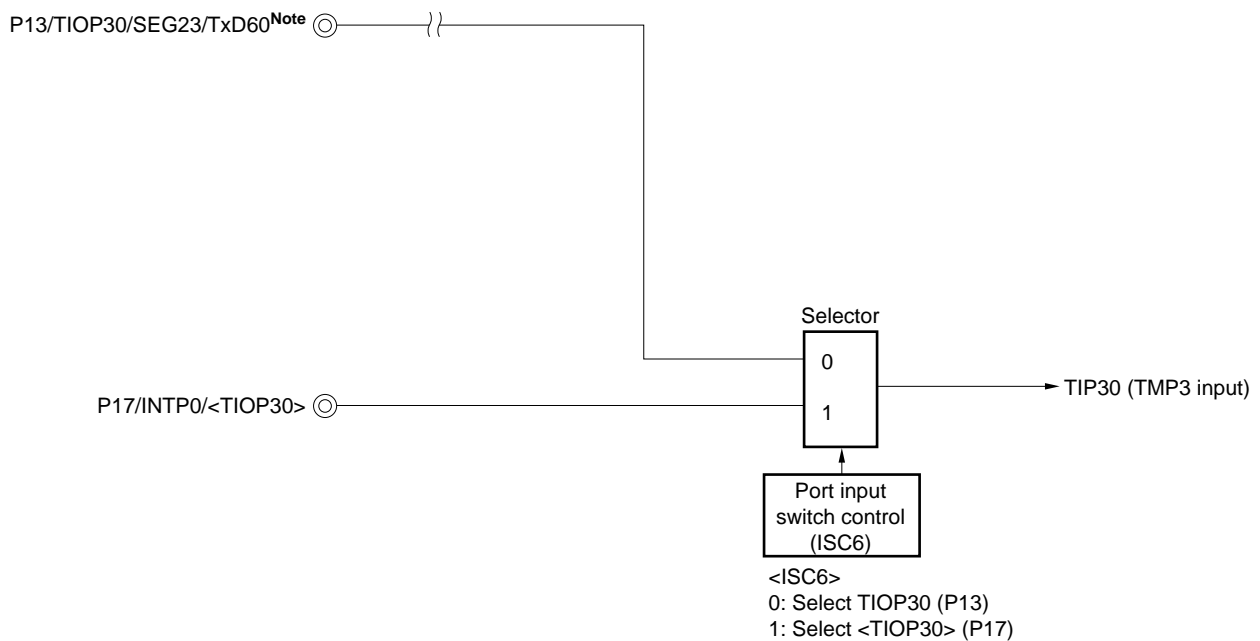 P13/TIOP30/SEG23/TxD60Note
Selector
0
TIP30 (TMP3 input)
P17/INTP0/<TIOP30>
1
Port input
switch control
(ISC6)
<ISC6>
0: Select TIOP30 (P13)
1: Select <TIOP30> (P17)